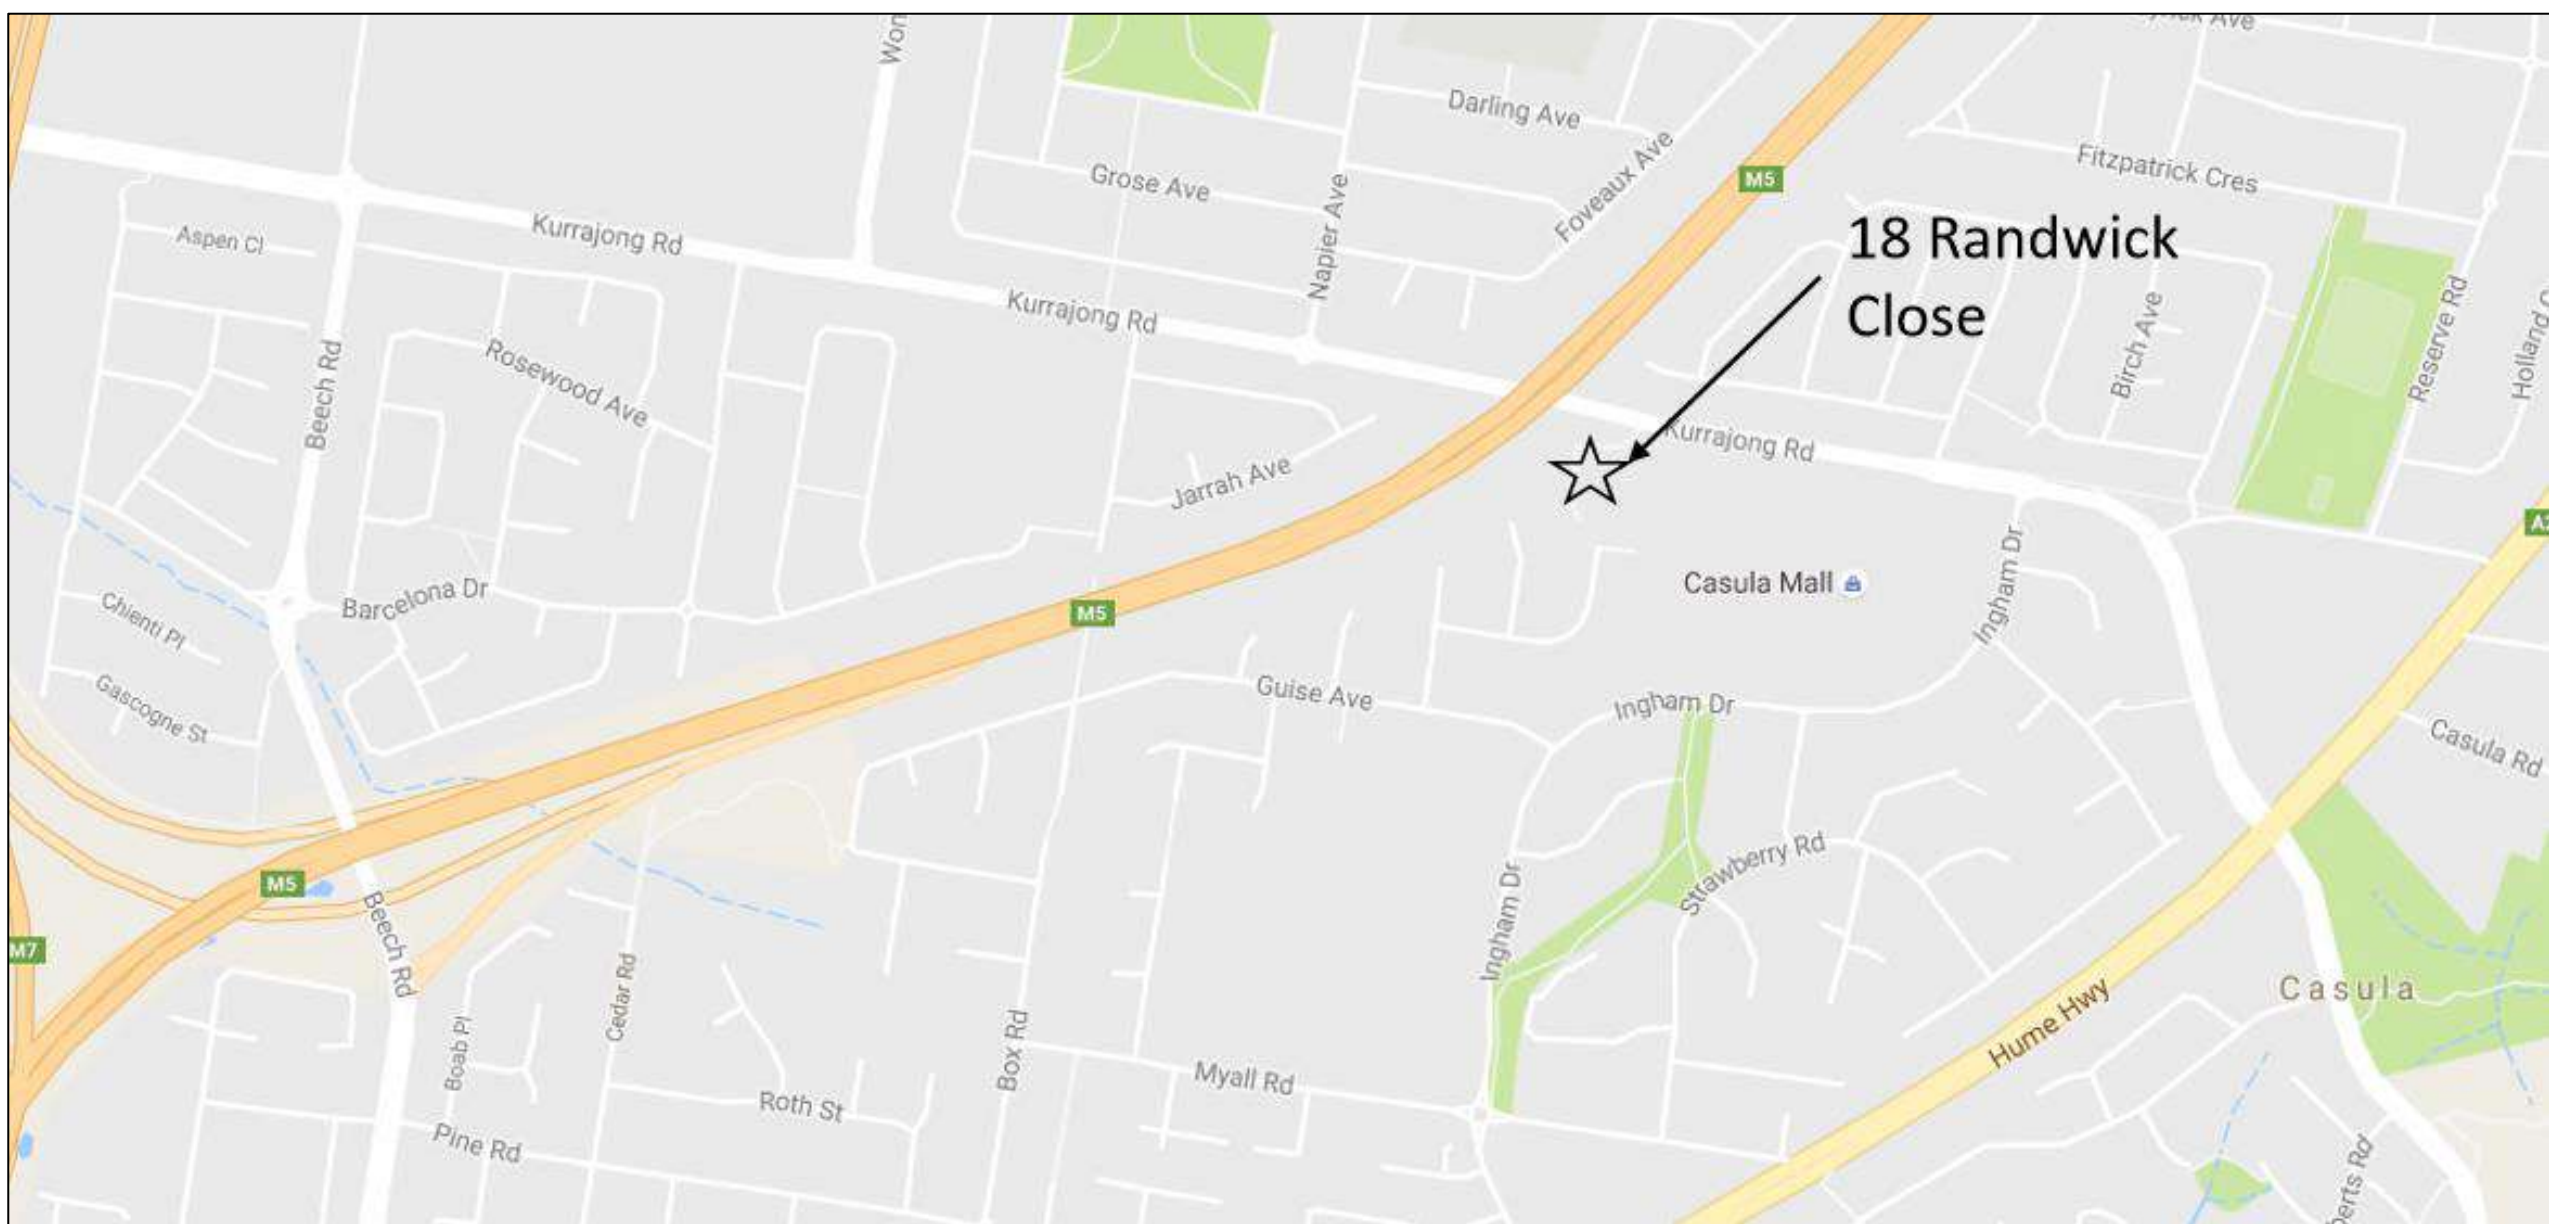 Darling Ave
Foveaux Ave
M5
Fitzpatrick Cres
Grose Ave
Napier Ave
18 Randwick
Close
Kurrajong Rd
Aspen Cl
Kurrajong Rd
Birch Ave
Reserve Rd
Holland
Rosewood Ave
Beech Rd
Kurrajong Rd
Jarrah Ave
Casula Mall
Ingham Dr
Barcelona Dr
M5
Chienti Pl
Gascogne St
Guise Ave
Ingham Dr
Casula Rd
Strawberry Rd
M5
Beech Rd
M7
Ingham Dr
Cedar Rd
Boab Pl
Box Rd
Casula
Hume Hwy
Myall Rd
Roth St
Pine Rd